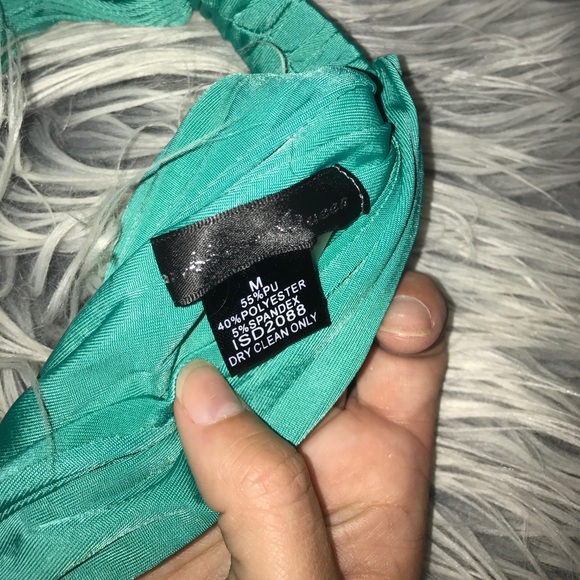 M
55%PU
40%POLYESTER
5%SPANDEX
ISD2088
DRY CLEAN ONLY